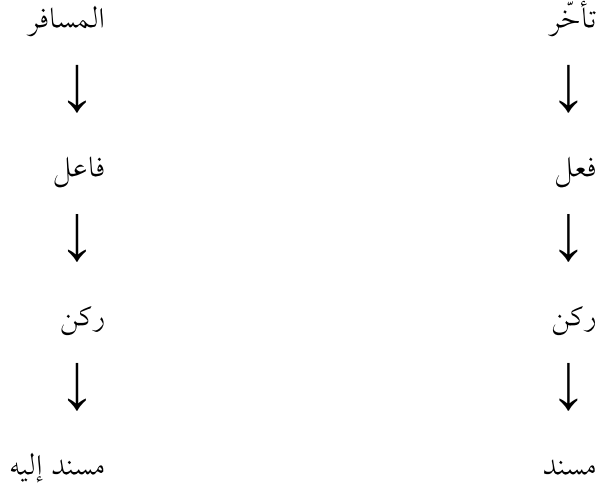 تأخّر المسافر
↓ ↓
فعل فاعل
↓ ↓
ركن ركن
↓ ↓
مسند مسند إليه